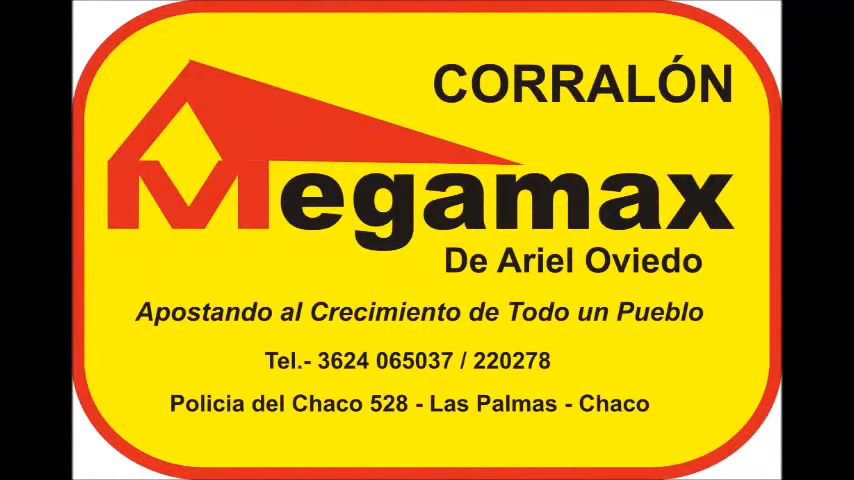 CORRALÓN
Megamax
De Ariel Oviedo
Apostando al Crecimiento de Todo un Pueblo
Tel.- 3624 065037 / 220278
Policia del Chaco 528 - Las Palmas - Chaco